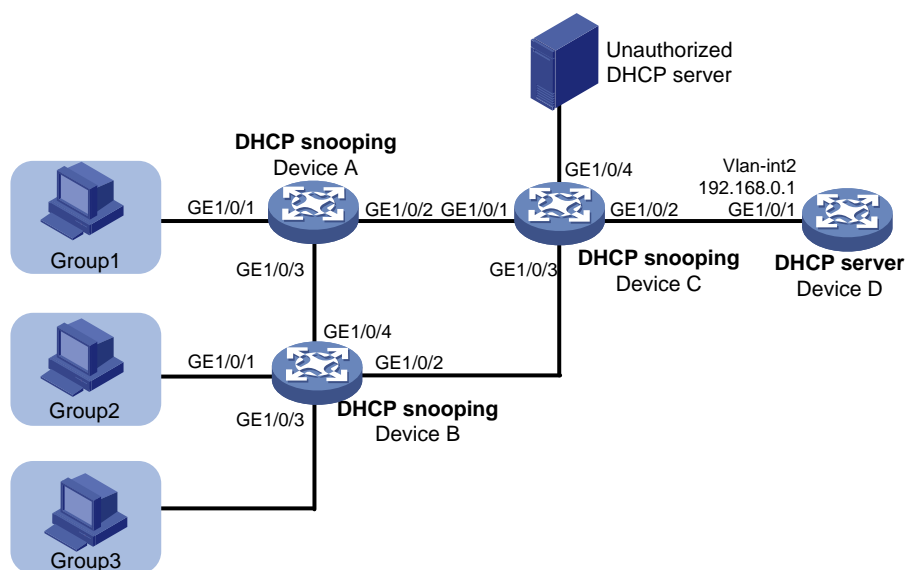 Unauthorized
DHCP server
DHCP snooping
Device A
GE1/0/4
Vlan-int2
192.168.0.1
GE1/0/1
GE1/0/2
GE1/0/1
GE1/0/2
GE1/0/1
Group1
GE1/0/3
GE1/0/3
DHCP snooping
Device C
DHCP server
Device D
GE1/0/4
GE1/0/1
GE1/0/2
Group2
GE1/0/3
DHCP snooping
Device B
Group3